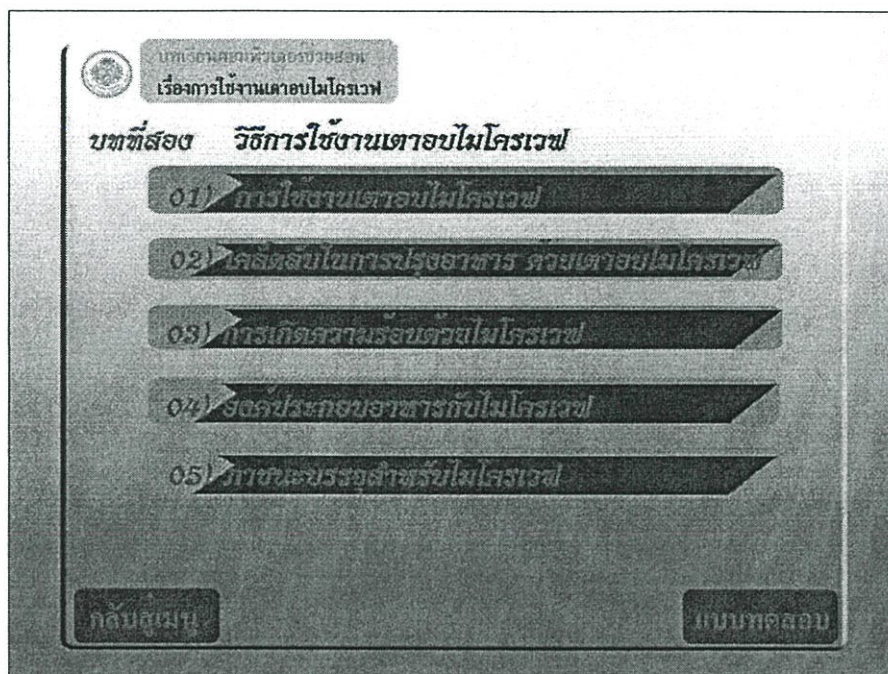 บทเรียนคอมพิวเตอร์ช่วยสอน
เรื่องการใช้งานเตาอบไมโครเวฟ
บทที่สอง วิธีการใช้งานเตาอบไมโครเวฟ
01) การใช้งานเตาอบไมโครเวฟ
02) เคล็ดลับในการปรุงอาหาร ด้วยเตาอบไมโครเวฟ
03) การเกิดความร้อนด้วยไมโครเวฟ
04) องค์ประกอบอาหารกับไมโครเวฟ
05) ภาชนะบรรจุสำหรับไมโครเวฟ
กลับสู่เมนู
แบบทดสอบ